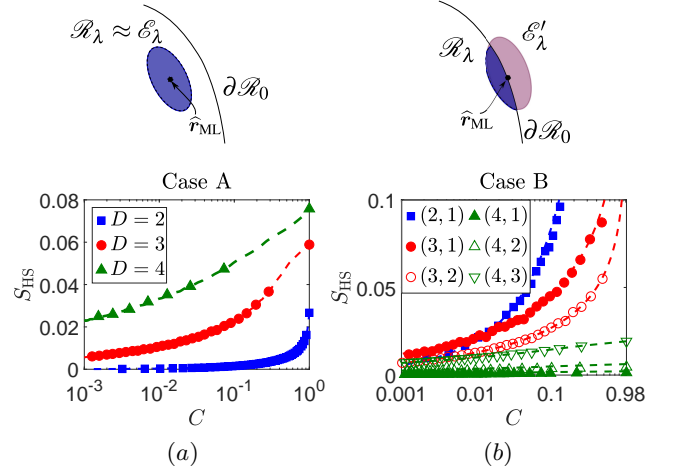 ℛ_λ ≈ ℰ_λ
r̂_ML
∂ℛ_0
Case A
0.08
0.06
0.04
0.02
0
S_HS
D = 2
D = 3
D = 4
10^-3
10^-2
10^-1
10^0
C
(a)
ℛ_λ
ℰ′_λ
r̂_ML
∂ℛ_0
Case B
0.1
0.05
0
S_HS
(2, 1) (4, 1)
(3, 1) (4, 2)
(3, 2) (4, 3)
0.001
0.01
0.1
0.98
C
(b)